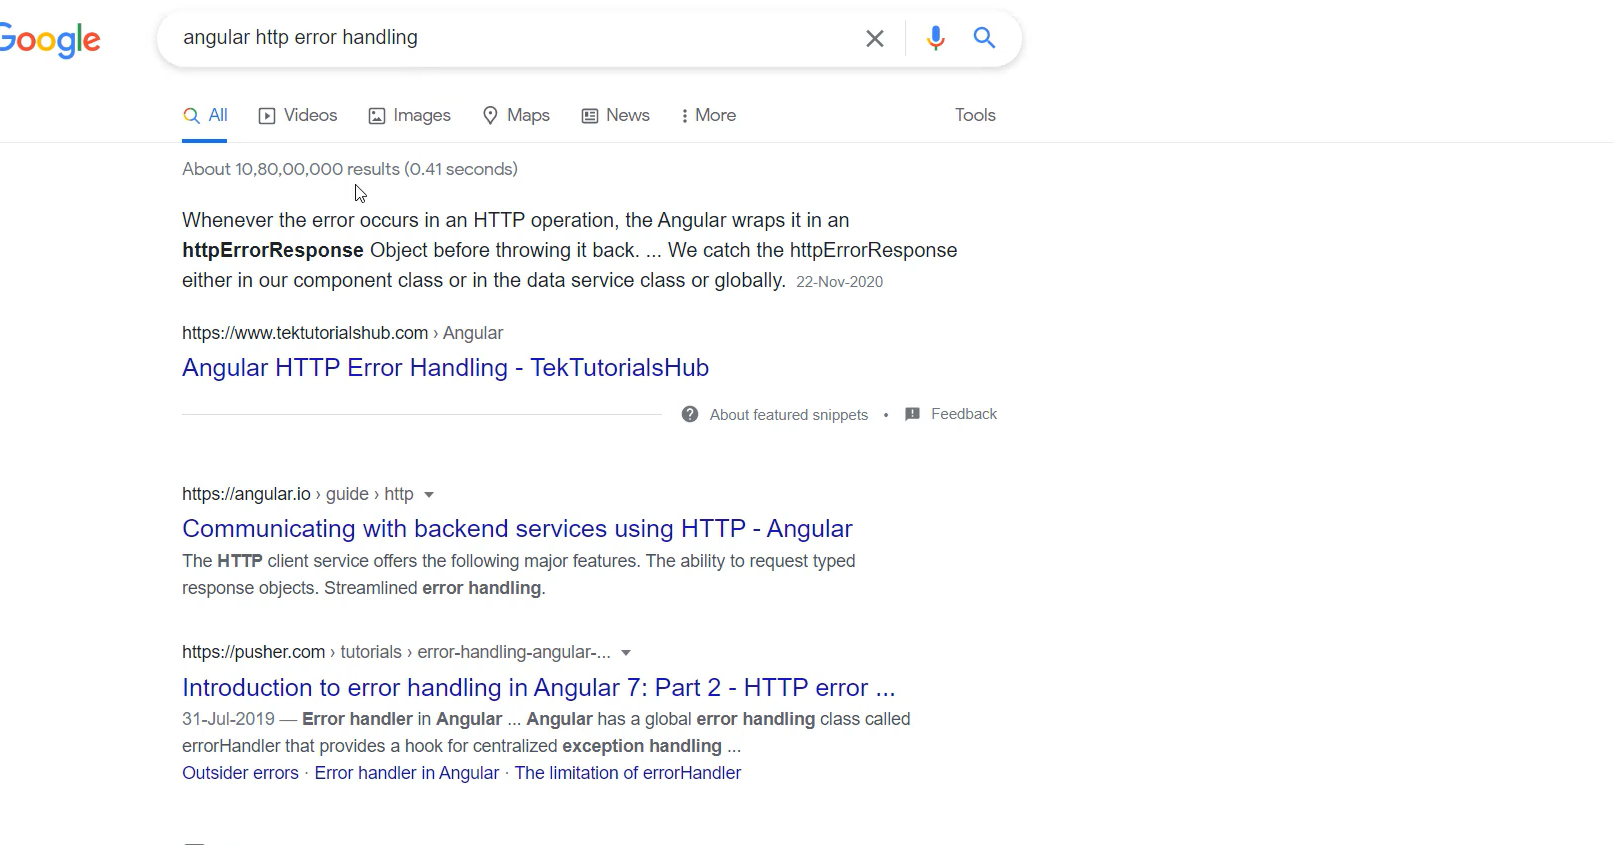 Google
angular http error handling
All Videos Images Maps News More Tools
About 10,80,00,000 results (0.41 seconds)
Whenever the error occurs in an HTTP operation, the Angular wraps it in an
httpErrorResponse Object before throwing it back. ... We catch the httpErrorResponse
either in our component class or in the data service class or globally. 22-Nov-2020
https://www.tektutorialshub.com › Angular
Angular HTTP Error Handling - TekTutorialsHub
About featured snippets • Feedback
https://angular.io › guide › http
Communicating with backend services using HTTP - Angular
The HTTP client service offers the following major features. The ability to request typed
response objects. Streamlined error handling.
https://pusher.com › tutorials › error-handling-angular-...
Introduction to error handling in Angular 7: Part 2 - HTTP error ...
31-Jul-2019 — Error handler in Angular ... Angular has a global error handling class called
errorHandler that provides a hook for centralized exception handling ...
Outsider errors · Error handler in Angular · The limitation of errorHandler